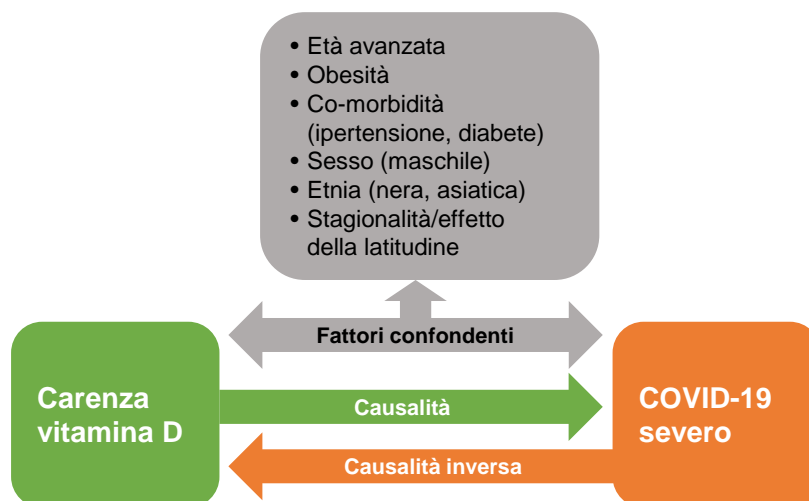 • Età avanzata
• Obesità
• Co-morbidità
(ipertensione, diabete)
• Sesso (maschile)
• Etnia (nera, asiatica)
• Stagionalità/effetto
della latitudine
Fattori confondenti
Carenza
vitamina D
Causalità
Causalità inversa
COVID-19
severo